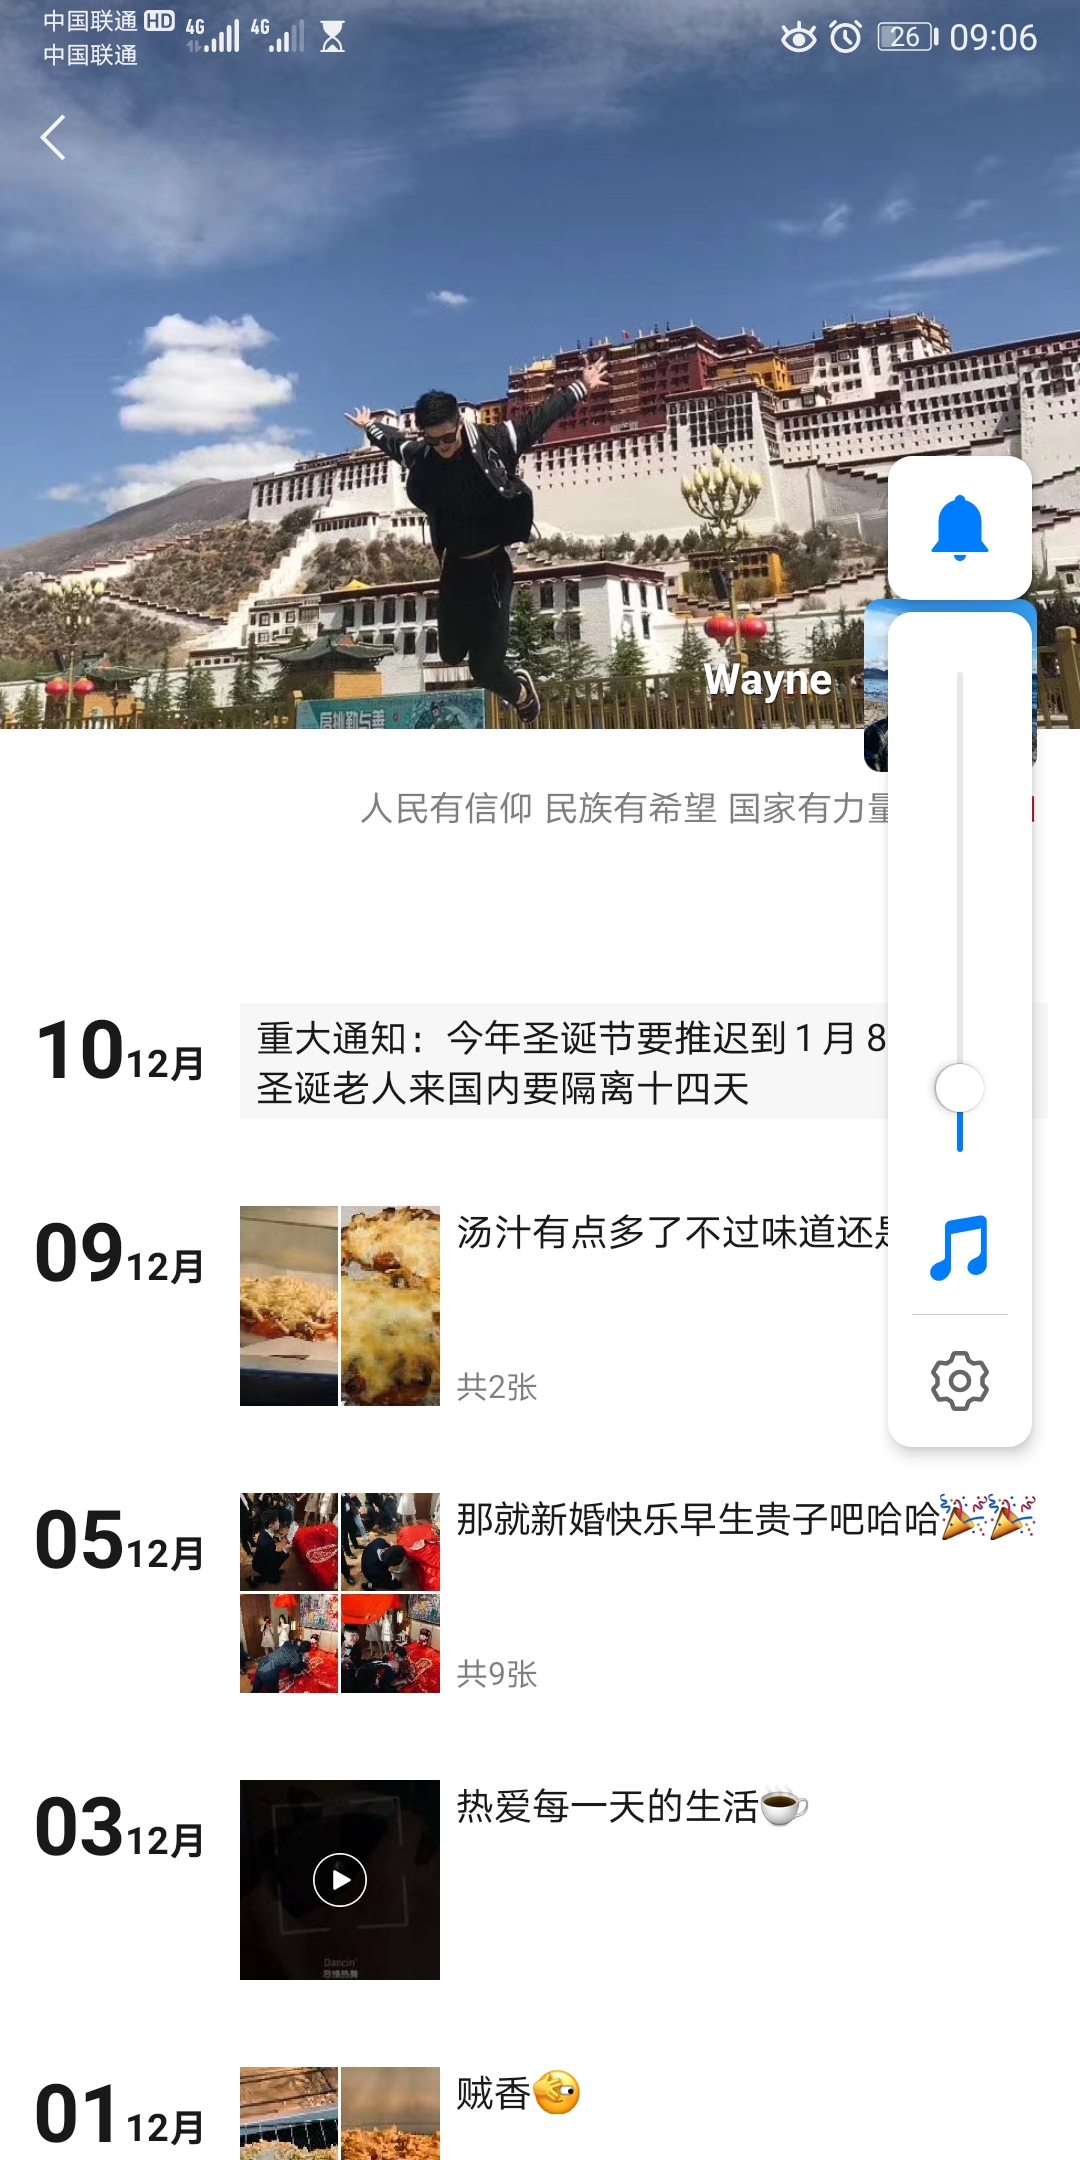 中国联通 HD 4G 4G 26 09:06
中国联通
Wayne
人民有信仰 民族有希望 国家有力量
10 12月
重大通知：今年圣诞节要推迟到1月8
圣诞老人来国内要隔离十四天
09 12月
汤汁有点多了不过味道还是
共2张
05 12月
那就新婚快乐早生贵子吧哈哈🎉🎉
共9张
03 12月
热爱每一天的生活☕
Dancin'
01 12月
贼香